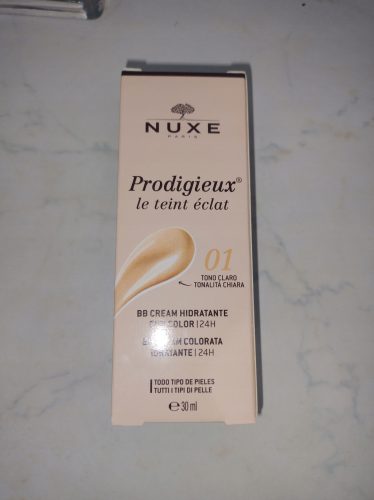 NUXE
PARIS
Prodigieux®
le teint éclat
01
TONO CLARO
TONALITÀ CHIARA
BB CREAM HIDRATANTE
COLOR | 24H
COLORATA
IDRATANTE | 24H
TODO TIPO DE PIELES
TUTTI I TIPI DI PELLE
℮ 30 ml